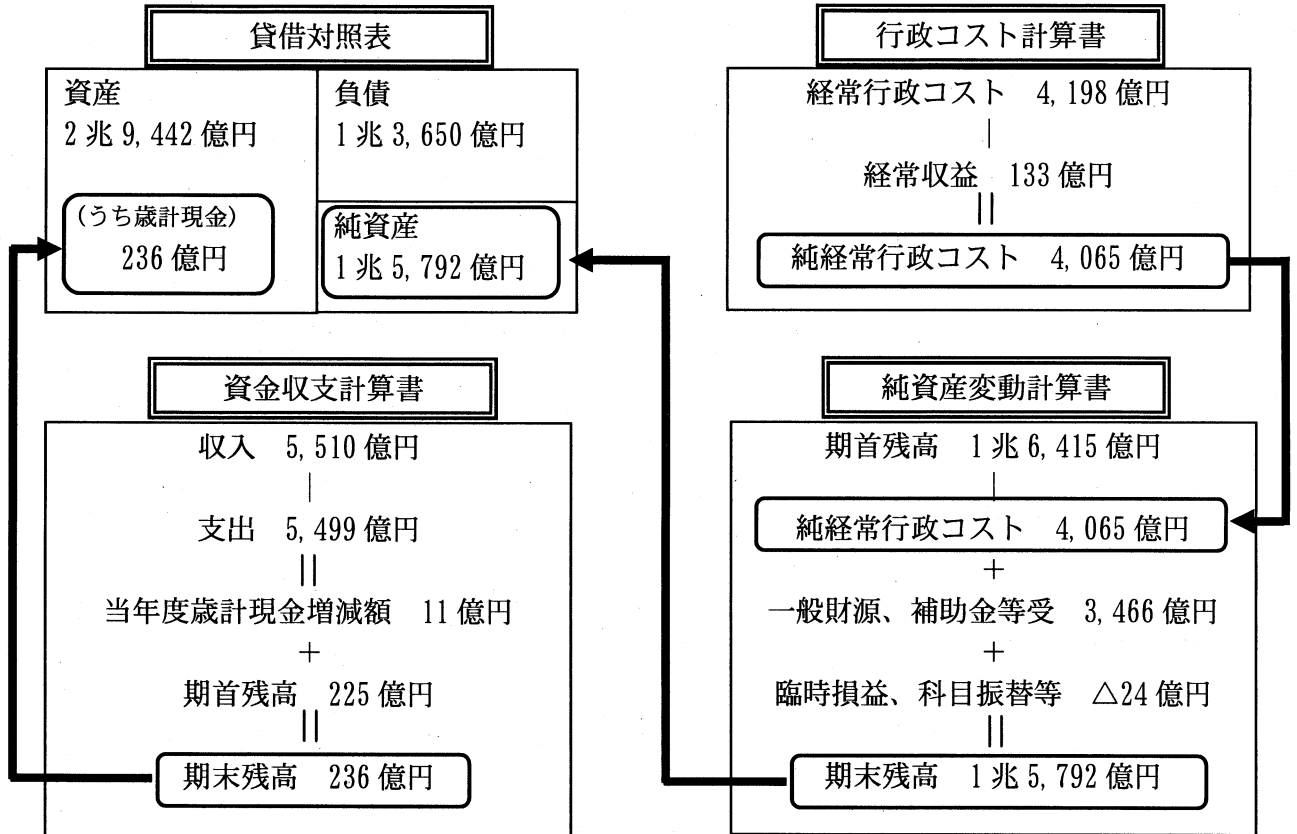 貸借対照表
資産
2兆9,442億円
(うち歳計現金)
236億円
負債
1兆3,650億円
純資産
1兆5,792億円
行政コスト計算書
経常行政コスト 4,198億円
|
経常収益 133億円
||
純経常行政コスト 4,065億円
資金収支計算書
収入 5,510億円
|
支出 5,499億円
||
当年度歳計現金増減額 11億円
+
期首残高 225億円
||
期末残高 236億円
純資産変動計算書
期首残高 1兆6,415億円
|
純経常行政コスト 4,065億円
+
一般財源、補助金等受 3,466億円
+
臨時損益、科目振替等 △24億円
||
期末残高 1兆5,792億円